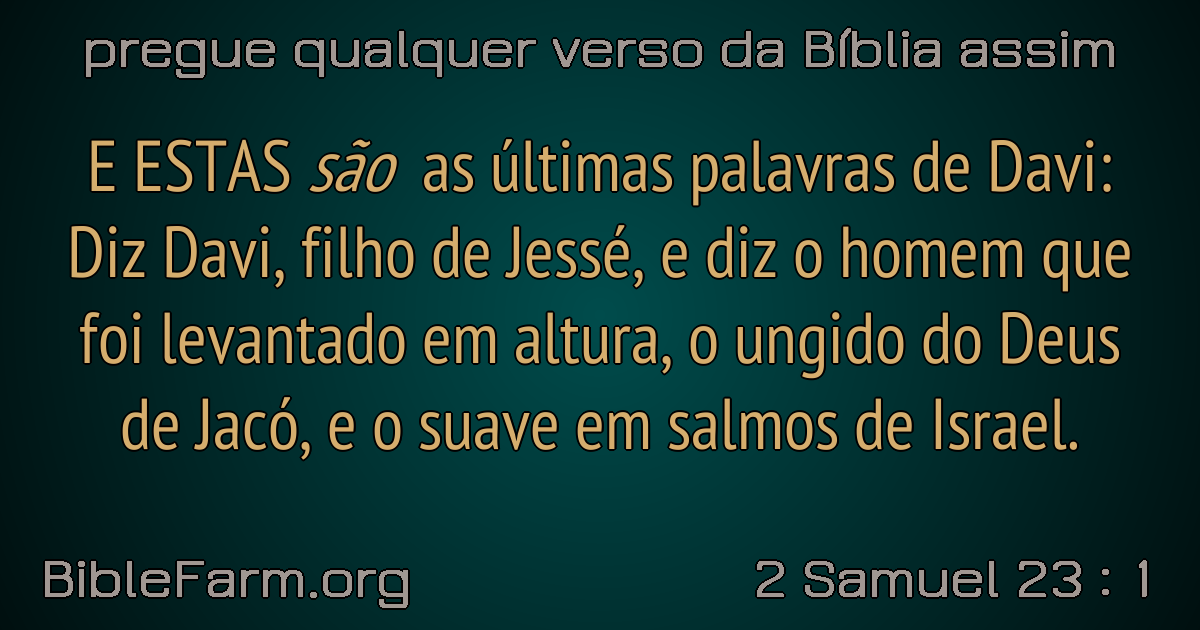 pregue qualquer verso da Bíblia assim
E ESTAS são as últimas palavras de Davi:
Diz Davi, filho de Jessé, e diz o homem que
foi levantado em altura, o ungido do Deus
de Jacó, e o suave em salmos de Israel.
BibleFarm.org
2 Samuel 23 : 1